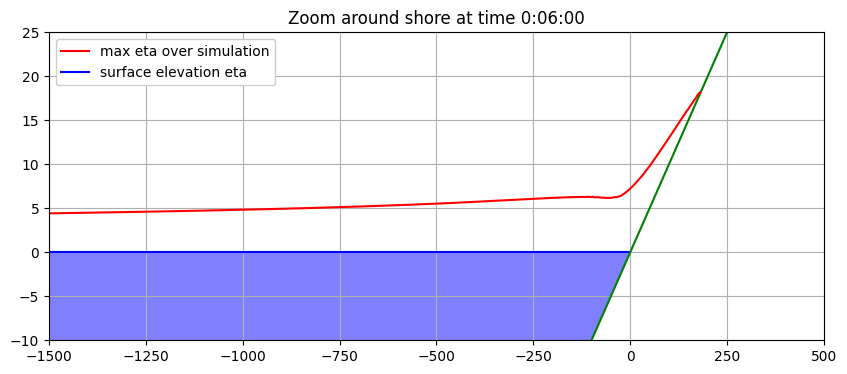 Zoom around shore at time 0:06:00
max eta over simulation
surface elevation eta
25
20
15
10
5
0
−5
−10
−1500 −1250 −1000 −750 −500 −250 0 250 500